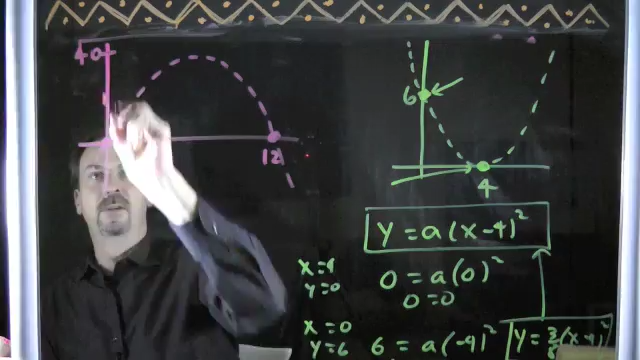 40
12
6
4
y = a(x-4)²
x=4
y=0
0 = a(0)²
0=0
x=0
y=6
6 = a(-4)²
y=3/8(x-4)²